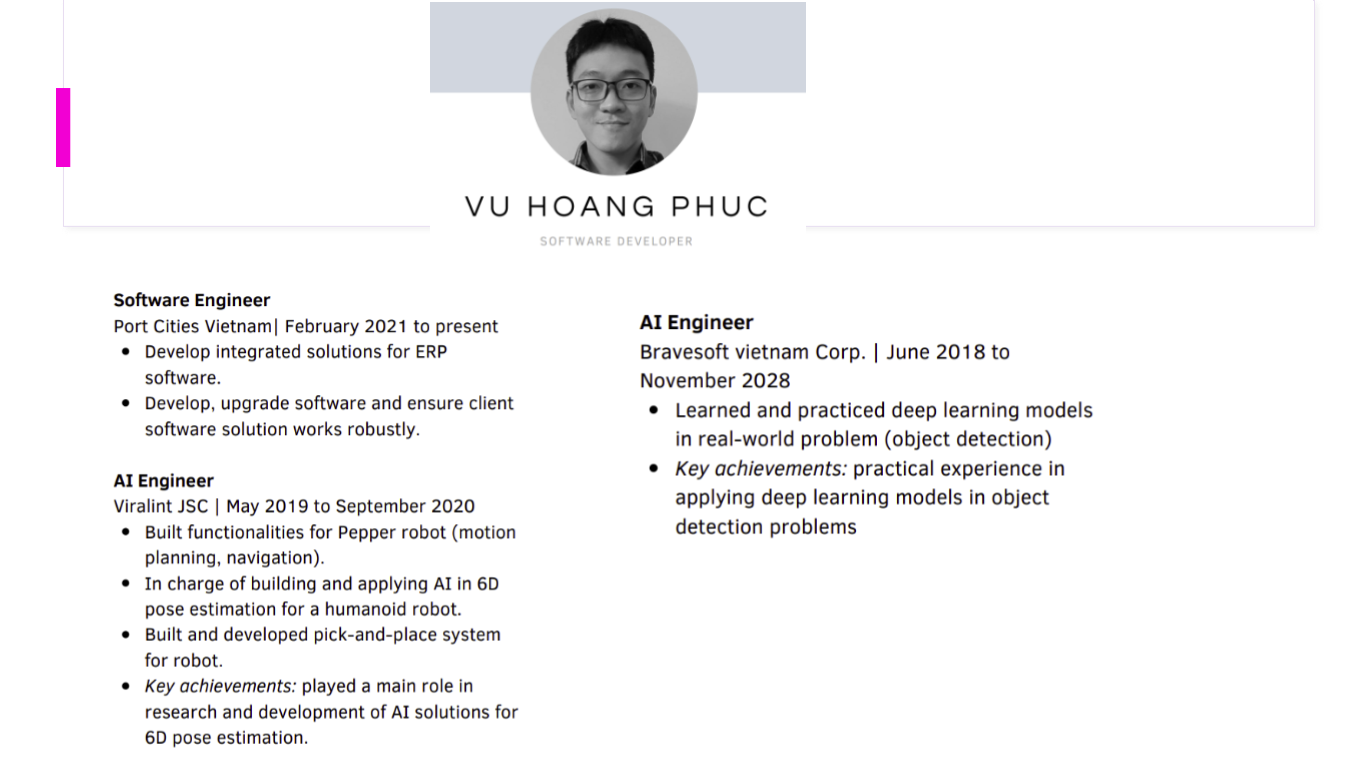 VU HOANG PHUC
SOFTWARE DEVELOPER
Software Engineer
Port Cities Vietnam| February 2021 to present
• Develop integrated solutions for ERP
software.
• Develop, upgrade software and ensure client
software solution works robustly.
AI Engineer
Viralint JSC | May 2019 to September 2020
• Built functionalities for Pepper robot (motion
planning, navigation).
• In charge of building and applying AI in 6D
pose estimation for a humanoid robot.
• Built and developed pick-and-place system
for robot.
• Key achievements: played a main role in
research and development of AI solutions for
6D pose estimation.
AI Engineer
Bravesoft vietnam Corp. | June 2018 to
November 2028
• Learned and practiced deep learning models
in real-world problem (object detection)
• Key achievements: practical experience in
applying deep learning models in object
detection problems